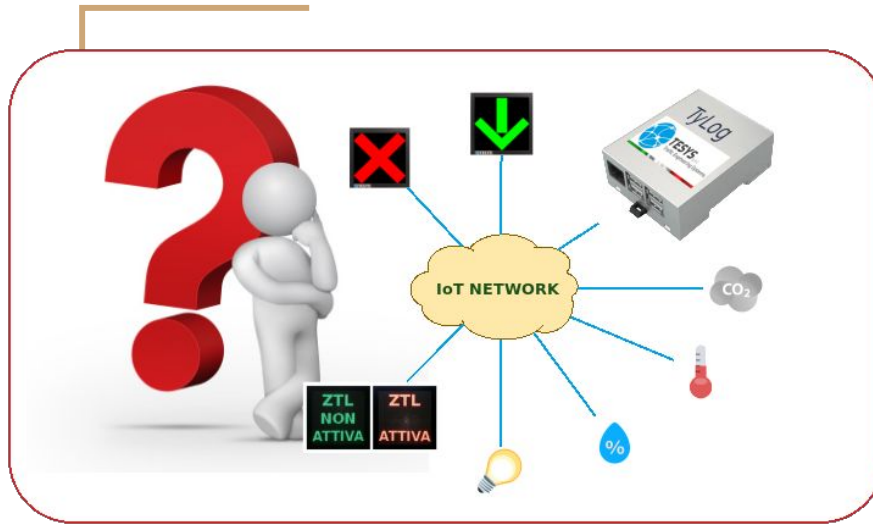 TyLog
TESYS
IoT NETWORK
CO₂
ZTL
NON
ATTIVA
ZTL
ATTIVA
%